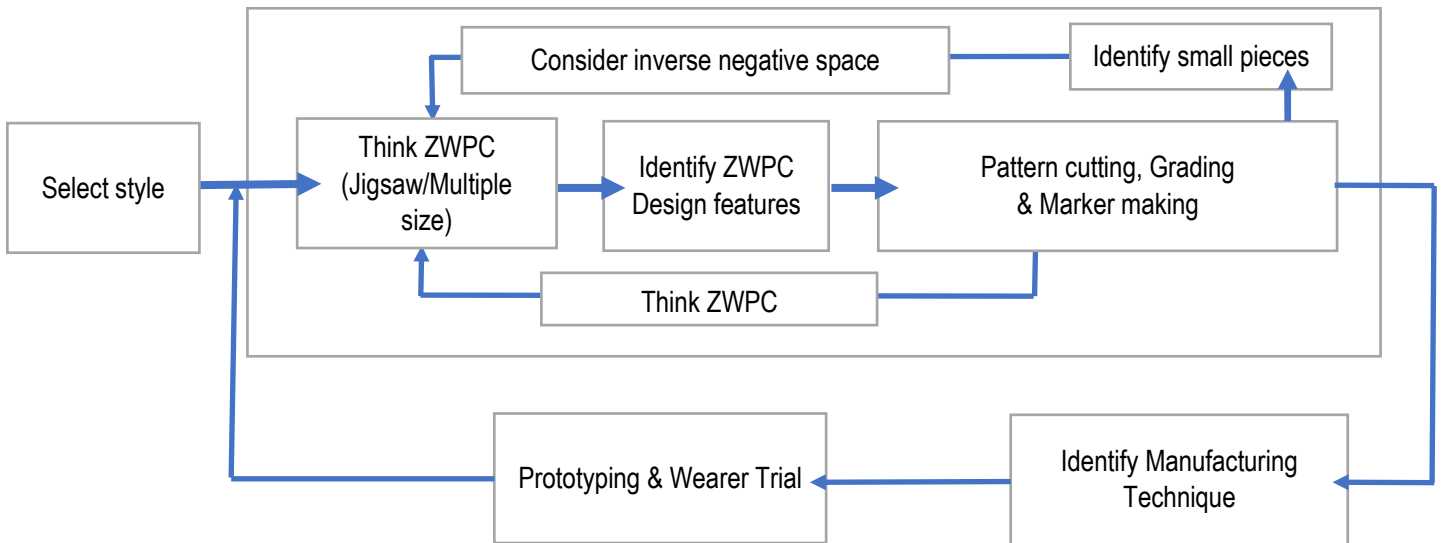 Consider inverse negative space
Identify small pieces
Select style
Think ZWPC
(Jigsaw/Multiple
size)
Identify ZWPC
Design features
Pattern cutting, Grading
& Marker making
Think ZWPC
Prototyping & Wearer Trial
Identify Manufacturing
Technique